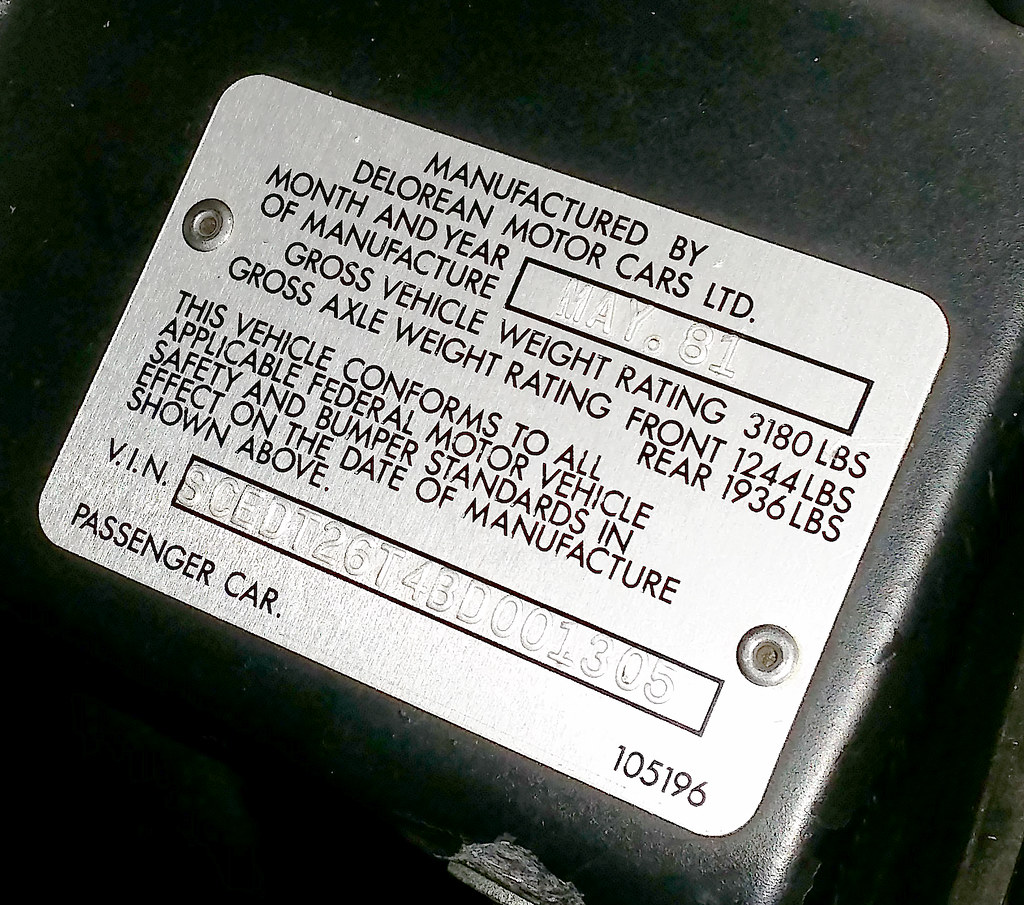 MANUFACTURED BY
DELOREAN MOTOR CARS LTD.
MONTH AND YEAR
OF MANUFACTURE MAY.81
GROSS VEHICLE WEIGHT RATING 3180 LBS
GROSS AXLE WEIGHT RATING FRONT 1244 LBS
REAR 1936 LBS
THIS VEHICLE CONFORMS TO ALL
APPLICABLE FEDERAL MOTOR VEHICLE
SAFETY AND BUMPER STANDARDS IN
EFFECT ON THE DATE OF MANUFACTURE
SHOWN ABOVE.
V.I.N. SCEDT26T4BD001305
PASSENGER CAR.
105196